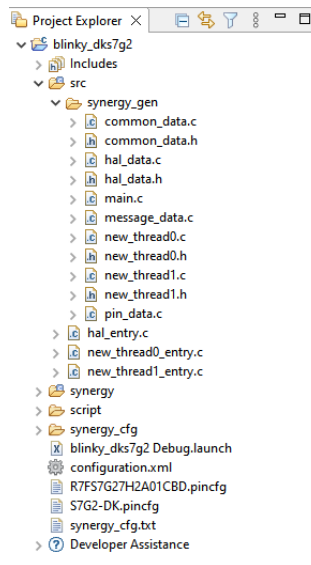 Project Explorer
blinky_dks7g2
Includes
src
synergy_gen
common_data.c
common_data.h
hal_data.c
hal_data.h
main.c
message_data.c
new_thread0.c
new_thread0.h
new_thread1.c
new_thread1.h
pin_data.c
hal_entry.c
new_thread0_entry.c
new_thread1_entry.c
synergy
script
synergy_cfg
blinky_dks7g2 Debug.launch
configuration.xml
R7FS7G27H2A01CBD.pincfg
S7G2-DK.pincfg
synergy_cfg.txt
Developer Assistance